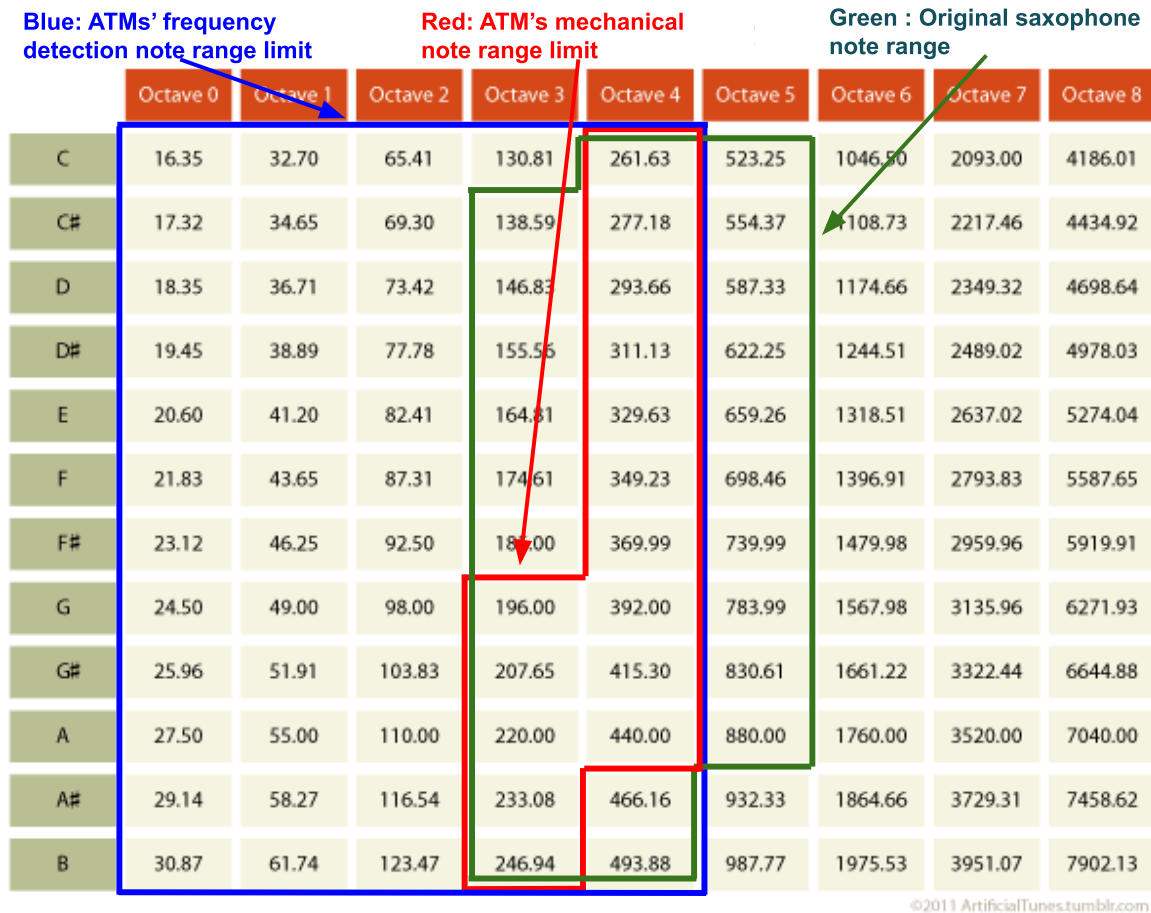 Blue: ATMs’ frequency
detection note range limit
Red: ATM’s mechanical
note range limit
Green : Original saxophone
note range
Octave 0 Octave 1 Octave 2 Octave 3 Octave 4 Octave 5 Octave 6 Octave 7 Octave 8
C 16.35 32.70 65.41 130.81 261.63 523.25 1046.50 2093.00 4186.01
C# 17.32 34.65 69.30 138.59 277.18 554.37 1108.73 2217.46 4434.92
D 18.35 36.71 73.42 146.83 293.66 587.33 1174.66 2349.32 4698.64
D# 19.45 38.89 77.78 155.56 311.13 622.25 1244.51 2489.02 4978.03
E 20.60 41.20 82.41 164.81 329.63 659.26 1318.51 2637.02 5274.04
F 21.83 43.65 87.31 174.61 349.23 698.46 1396.91 2793.83 5587.65
F# 23.12 46.25 92.50 369.99 739.99 1479.98 2959.96 5919.91
G 24.50 49.00 98.00 196.00 392.00 783.99 1567.98 3135.96 6271.93
G# 25.96 51.91 103.83 207.65 415.30 830.61 1661.22 3322.44 6644.88
A 27.50 55.00 110.00 220.00 440.00 880.00 1760.00 3520.00 7040.00
A# 29.14 58.27 116.54 233.08 466.16 932.33 1864.66 3729.31 7458.62
B 30.87 61.74 123.47 246.94 493.88 987.77 1975.53 3951.07 7902.13
©2011 ArtificialTunes.tumblr.com